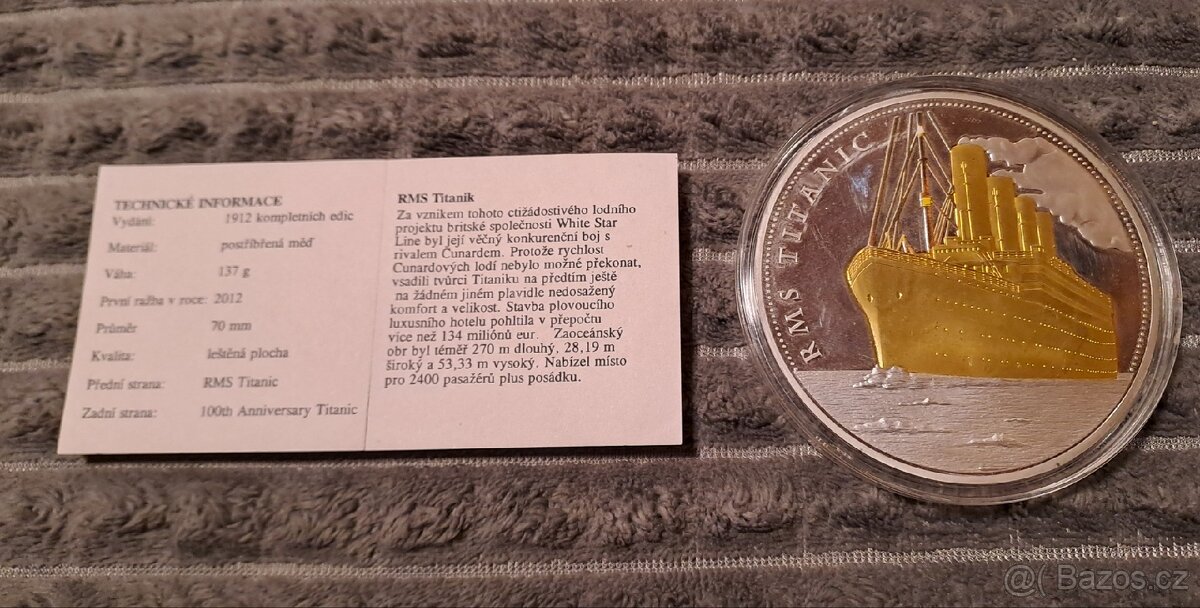 TECHNICKÉ INFORMACE
Vydání: 1912 kompletních edic
Materiál: postříbřená měď
Váha: 137 g
První ražba v roce: 2012
Průměr 70 mm
Kvalita: leštěná plocha
Přední strana: RMS Titanic
Zadní strana: 100th Anniversary Titanic
RMS Titanik
Za vznikem tohoto ctižádostivého lodního
projektu britské společnosti White Star
Line byl její věčný konkurenční boj s
rivalem Cunardem. Protože rychlost
Cunardových lodí nebylo možné překonat,
vsadili tvůrci Titaniku na předtím ještě
na žádném jiném plavidle nedosažený
komfort a velikost. Stavba plovoucího
luxusního hotelu pohltila v přepočtu
více než 134 miliónů eur. Zaoceánský
obr byl téměř 270 m dlouhý, 28,19 m
široký a 53,33 m vysoký. Nabízel místo
pro 2400 pasažérů plus posádku.
RMS TITANIC
@( Bazos.cz